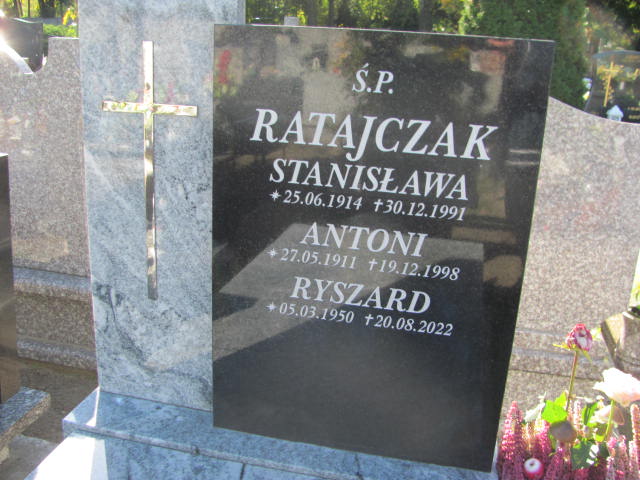 Ś.P.
RATAJCZAK
STANISŁAWA
* 25.06.1914 † 30.12.1991
ANTONI
* 27.05.1911 † 19.12.1998
RYSZARD
* 05.03.1950 † 20.08.2022